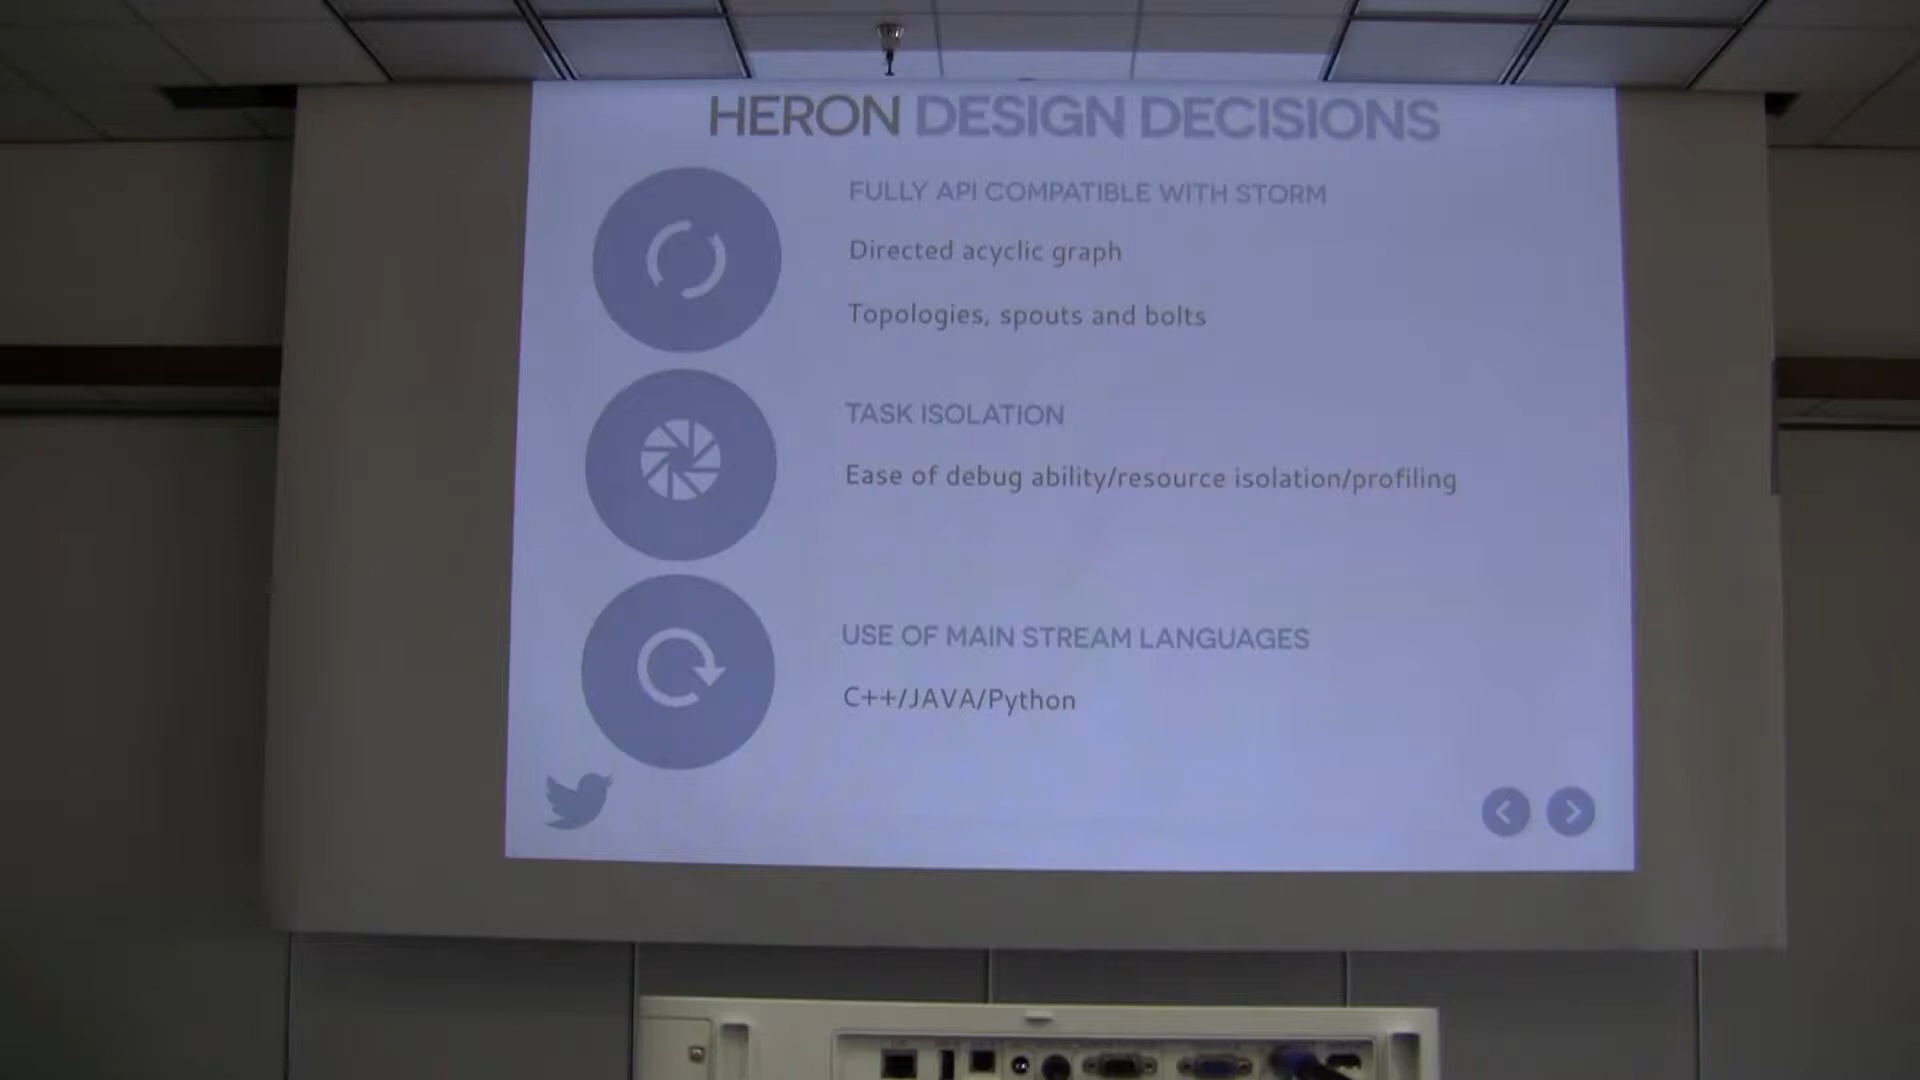 HERON DESIGN DECISIONS
FULLY API COMPATIBLE WITH STORM
Directed acyclic graph
Topologies, spouts and bolts
TASK ISOLATION
Ease of debug ability/resource isolation/profiling
USE OF MAIN STREAM LANGUAGES
C++/JAVA/Python